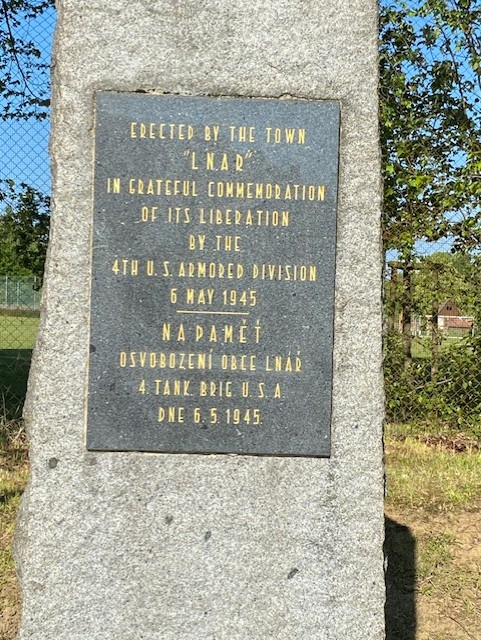 ERECTED BY THE TOWN
"LNAR"
IN GRATEFUL COMMEMORATION
OF ITS LIBERATION
BY THE
4TH U.S. ARMORED DIVISION
6 MAY 1945
NA PAMĚŤ
OSVOBOZENÍ OBCE LNÁŘ
4. TANK. BRIG. U.S.A.
DNE 6.5.1945.